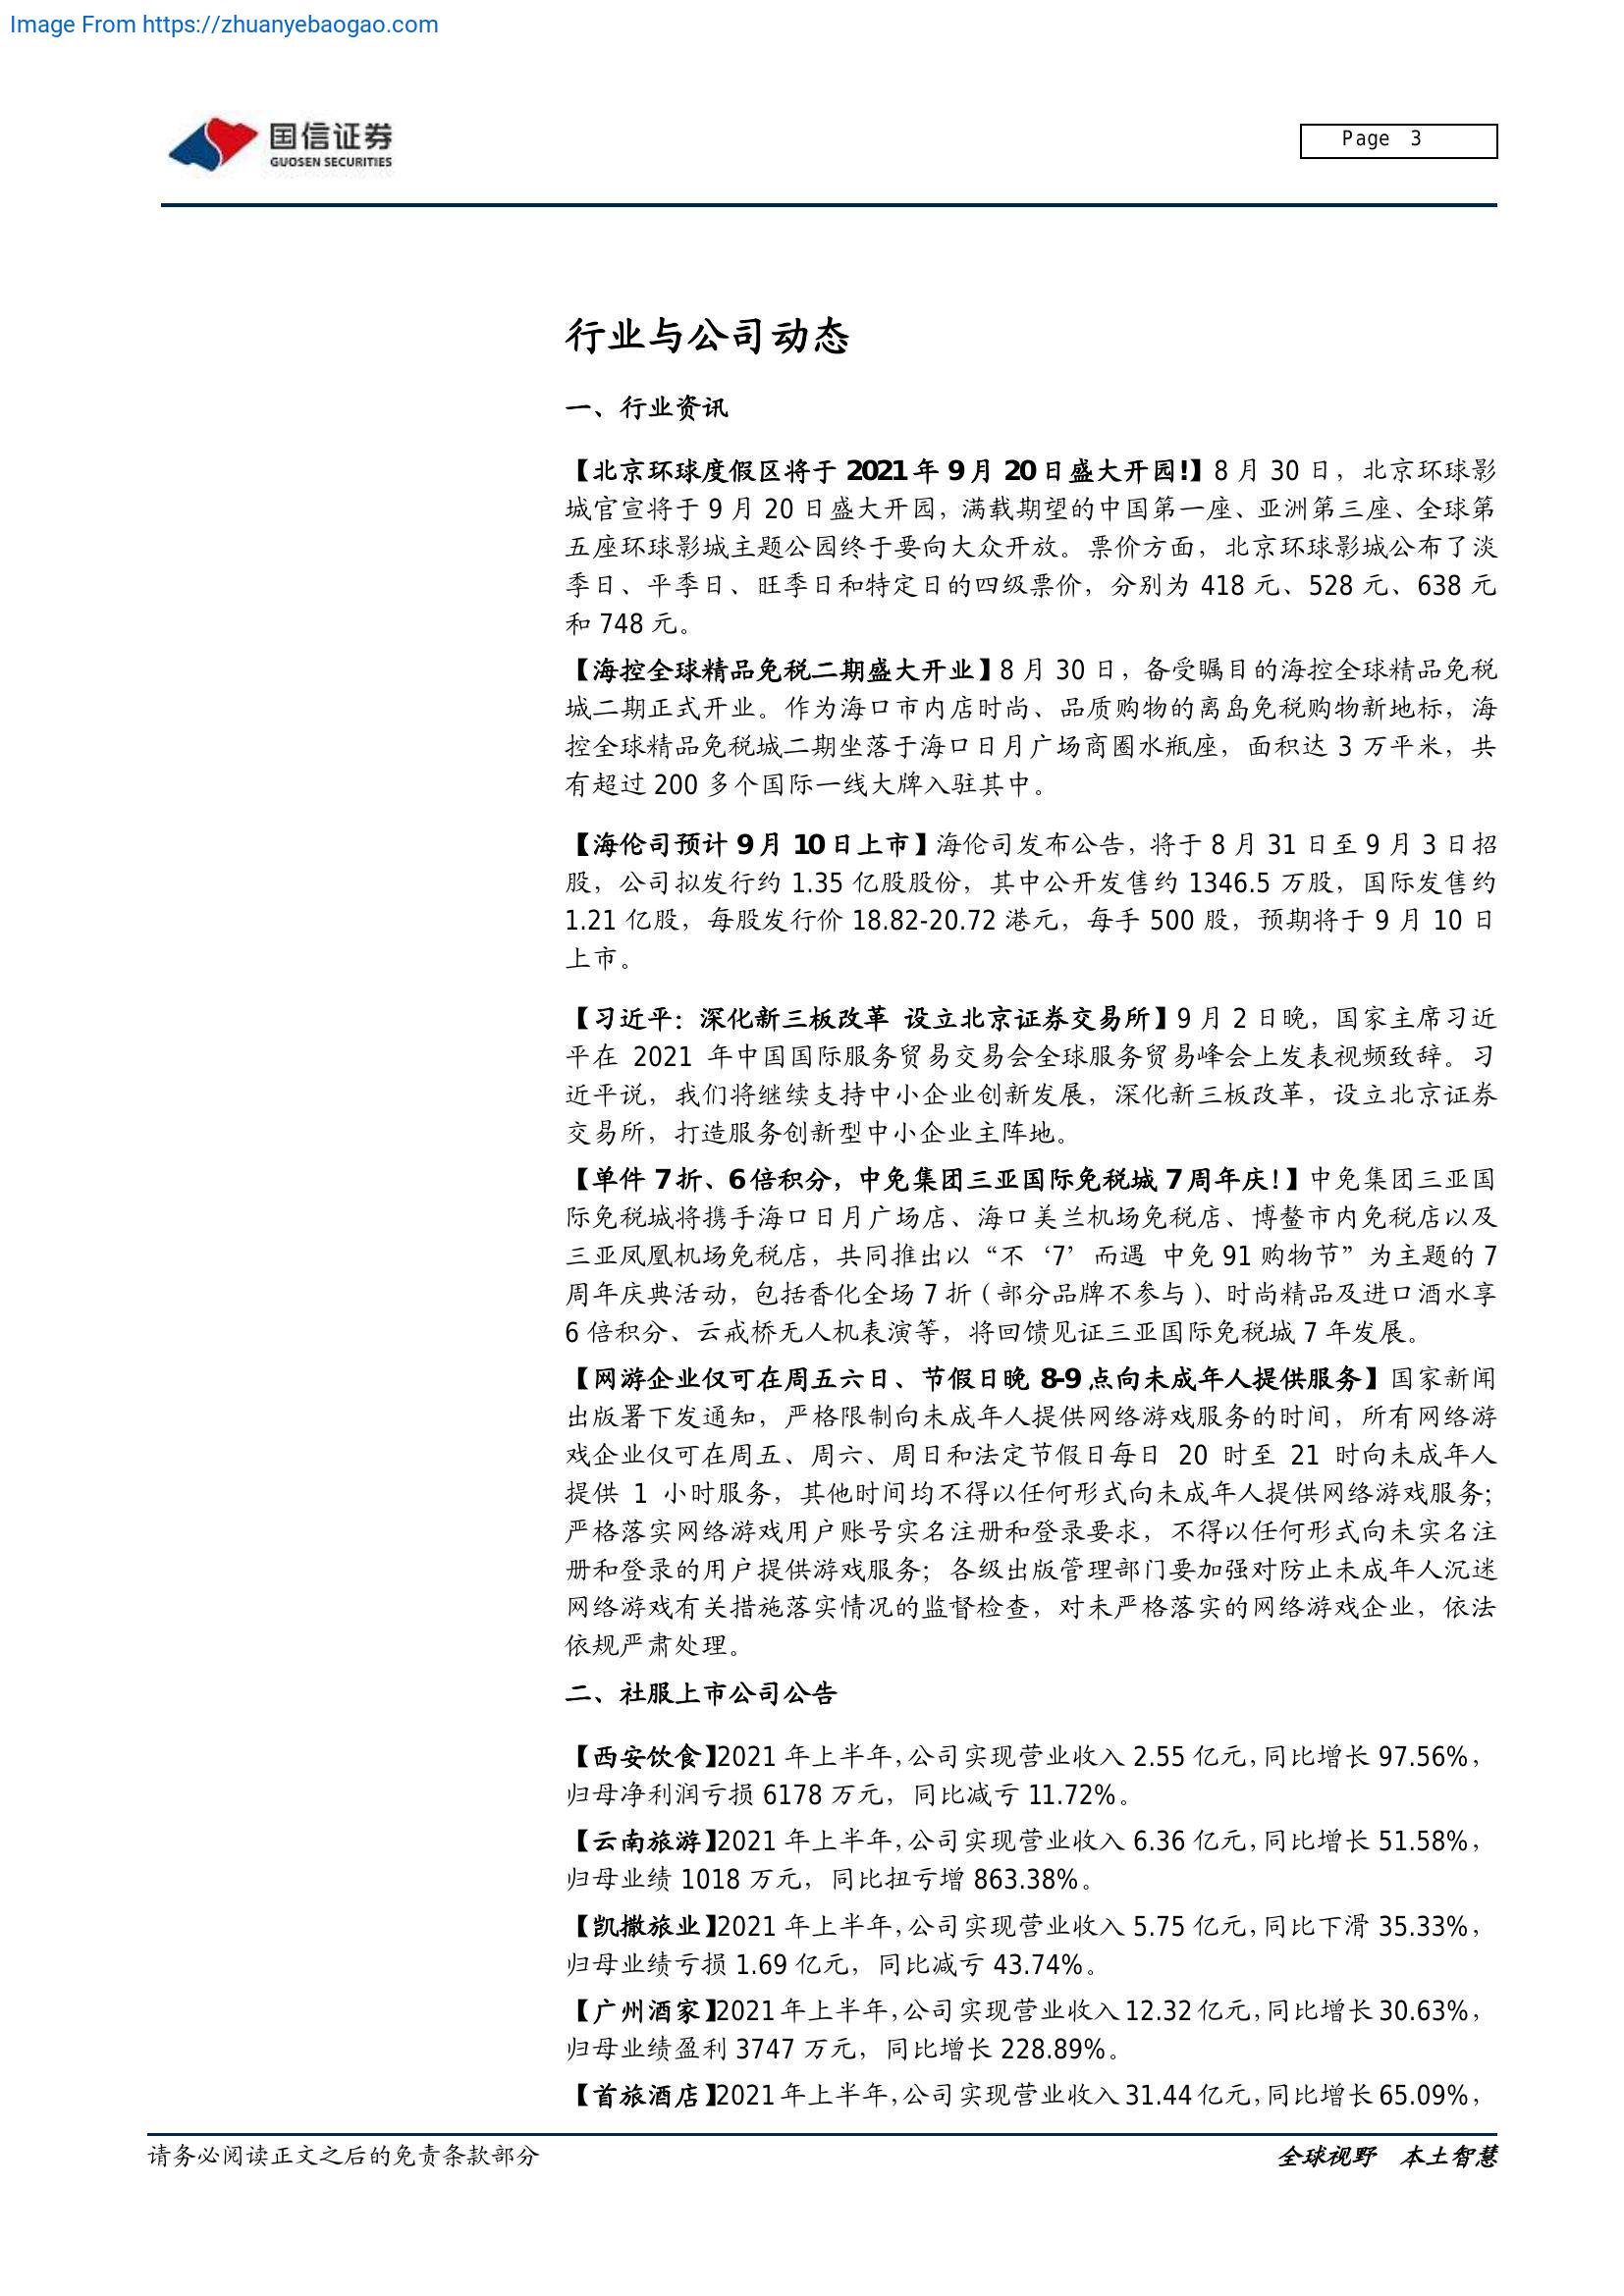 Image From https://zhuanyebaogao.com
国信证券
GUOSEN SECURITIES
Page 3
行业与公司动态
一、行业资讯
【北京环球度假区将于 2021 年 9 月 20 日盛大开园!】8 月 30 日，北京环球影
城官宣将于 9 月 20 日盛大开园，满载期望的中国第一座、亚洲第三座、全球第
五座环球影城主题公园终于要向大众开放。票价方面，北京环球影城公布了淡
季日、平季日、旺季日和特定日的四级票价，分别为 418 元、528 元、638 元
和 748 元。
【海控全球精品免税二期盛大开业】8 月 30 日，备受瞩目的海控全球精品免税
城二期正式开业。作为海口市内店时尚、品质购物的离岛免税购物新地标，海
控全球精品免税城二期坐落于海口日月广场商圈水瓶座，面积达 3 万平米，共
有超过 200 多个国际一线大牌入驻其中。
【海伦司预计 9 月 10 日上市】海伦司发布公告，将于 8 月 31 日至 9 月 3 日招
股，公司拟发行约 1.35 亿股股份，其中公开发售约 1346.5 万股，国际发售约
1.21 亿股，每股发行价 18.82-20.72 港元，每手 500 股，预期将于 9 月 10 日
上市。
【习近平：深化新三板改革 设立北京证券交易所】9 月 2 日晚，国家主席习近
平在 2021 年中国国际服务贸易交易会全球服务贸易峰会上发表视频致辞。习
近平说，我们将继续支持中小企业创新发展，深化新三板改革，设立北京证券
交易所，打造服务创新型中小企业主阵地。
【单件 7 折、6 倍积分，中免集团三亚国际免税城 7 周年庆！】中免集团三亚国
际免税城将携手海口日月广场店、海口美兰机场免税店、博鳌市内免税店以及
三亚凤凰机场免税店，共同推出以“不‘7’而遇 中免 91 购物节”为主题的 7
周年庆典活动，包括香化全场 7 折（部分品牌不参与）、时尚精品及进口酒水享
6 倍积分、云戒桥无人机表演等，将回馈见证三亚国际免税城 7 年发展。
【网游企业仅可在周五六日、节假日晚 8-9 点向未成年人提供服务】国家新闻
出版署下发通知，严格限制向未成年人提供网络游戏服务的时间，所有网络游
戏企业仅可在周五、周六、周日和法定节假日每日 20 时至 21 时向未成年人
提供 1 小时服务，其他时间均不得以任何形式向未成年人提供网络游戏服务；
严格落实网络游戏用户账号实名注册和登录要求，不得以任何形式向未实名注
册和登录的用户提供游戏服务；各级出版管理部门要加强对防止未成年人沉迷
网络游戏有关措施落实情况的监督检查，对未严格落实的网络游戏企业，依法
依规严肃处理。
二、社服上市公司公告
【西安饮食】2021 年上半年，公司实现营业收入 2.55 亿元，同比增长 97.56%，
归母净利润亏损 6178 万元，同比减亏 11.72%。
【云南旅游】2021 年上半年，公司实现营业收入 6.36 亿元，同比增长 51.58%，
归母业绩 1018 万元，同比扭亏增 863.38%。
【凯撒旅业】2021 年上半年，公司实现营业收入 5.75 亿元，同比下滑 35.33%，
归母业绩亏损 1.69 亿元，同比减亏 43.74%。
【广州酒家】2021 年上半年，公司实现营业收入 12.32 亿元，同比增长 30.63%，
归母业绩盈利 3747 万元，同比增长 228.89%。
【首旅酒店】2021 年上半年，公司实现营业收入 31.44 亿元，同比增长 65.09%，
请务必阅读正文之后的免责条款部分
全球视野 本土智慧